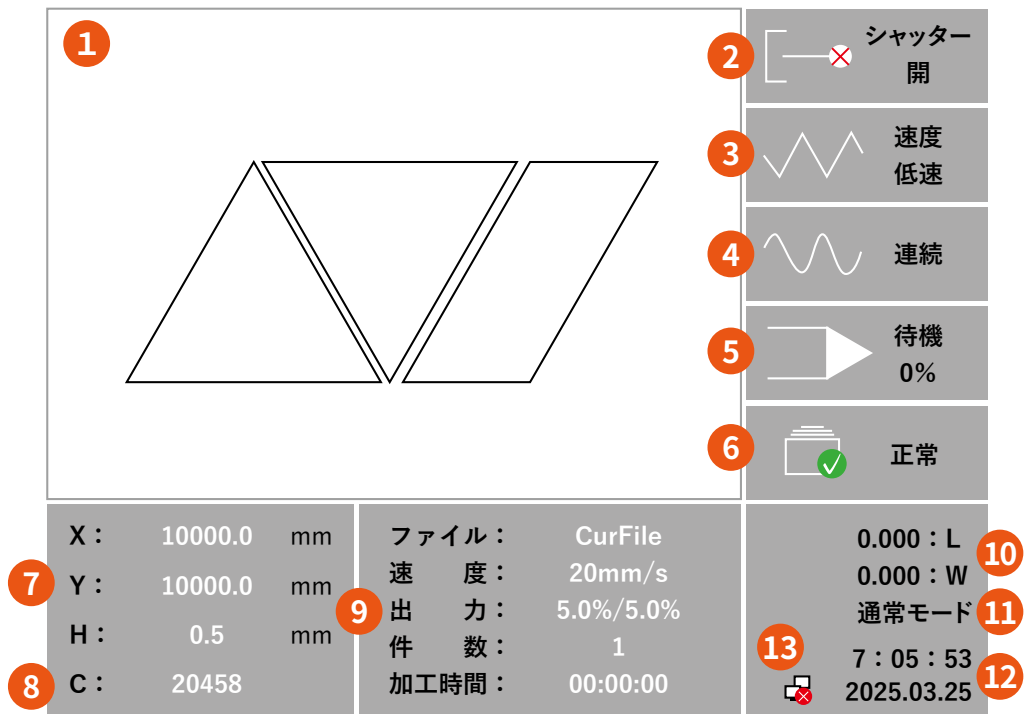 1
2
シャッター
開
3
速度
低速
4
連続
5
待機
0%
6
正常
7
X： 10000.0 mm
Y： 10000.0 mm
H： 0.5 mm
8
C： 20458
9
ファイル： CurFile
速 度： 20mm/s
出 力： 5.0%/5.0%
件 数： 1
加工時間： 00:00:00
0.000：L
10
0.000：W
通常モード
11
13
7：05：53
12
2025.03.25